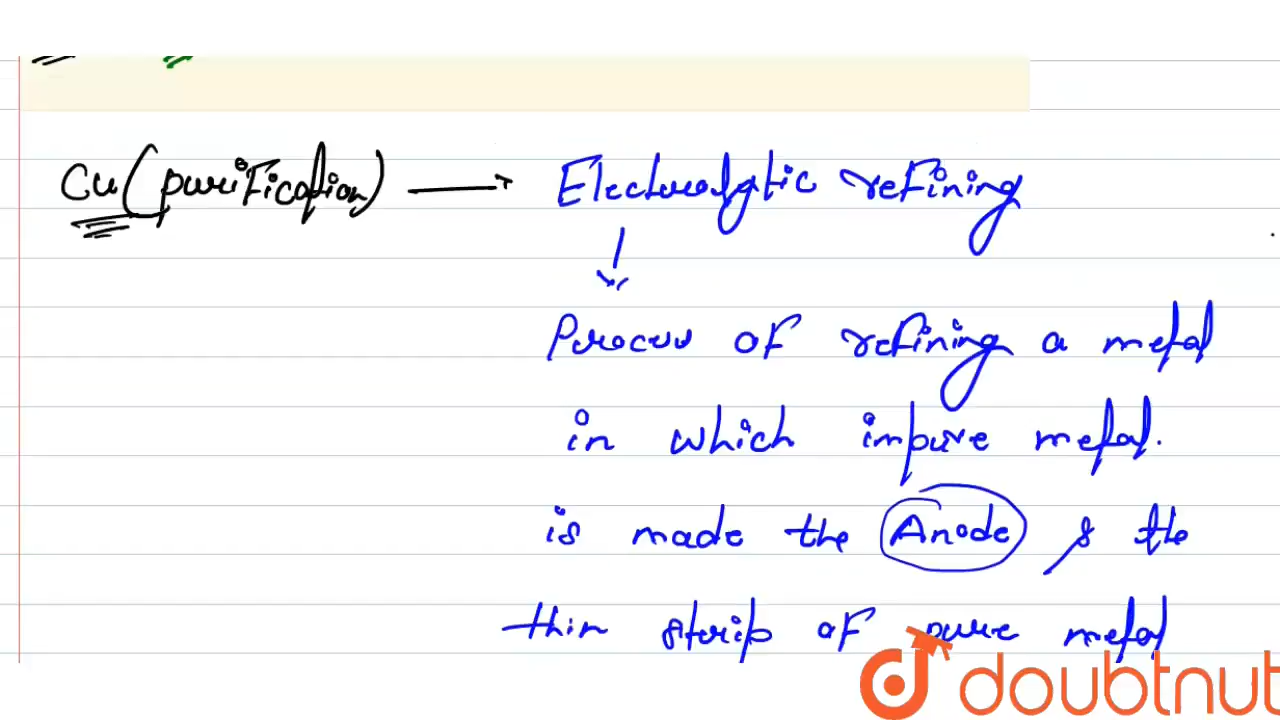 Cu (purification) → Electrolytic refining
Process of refining a metal
in which impure metal.
is made the Anode & the
thin strip of pure metal
doubtnut